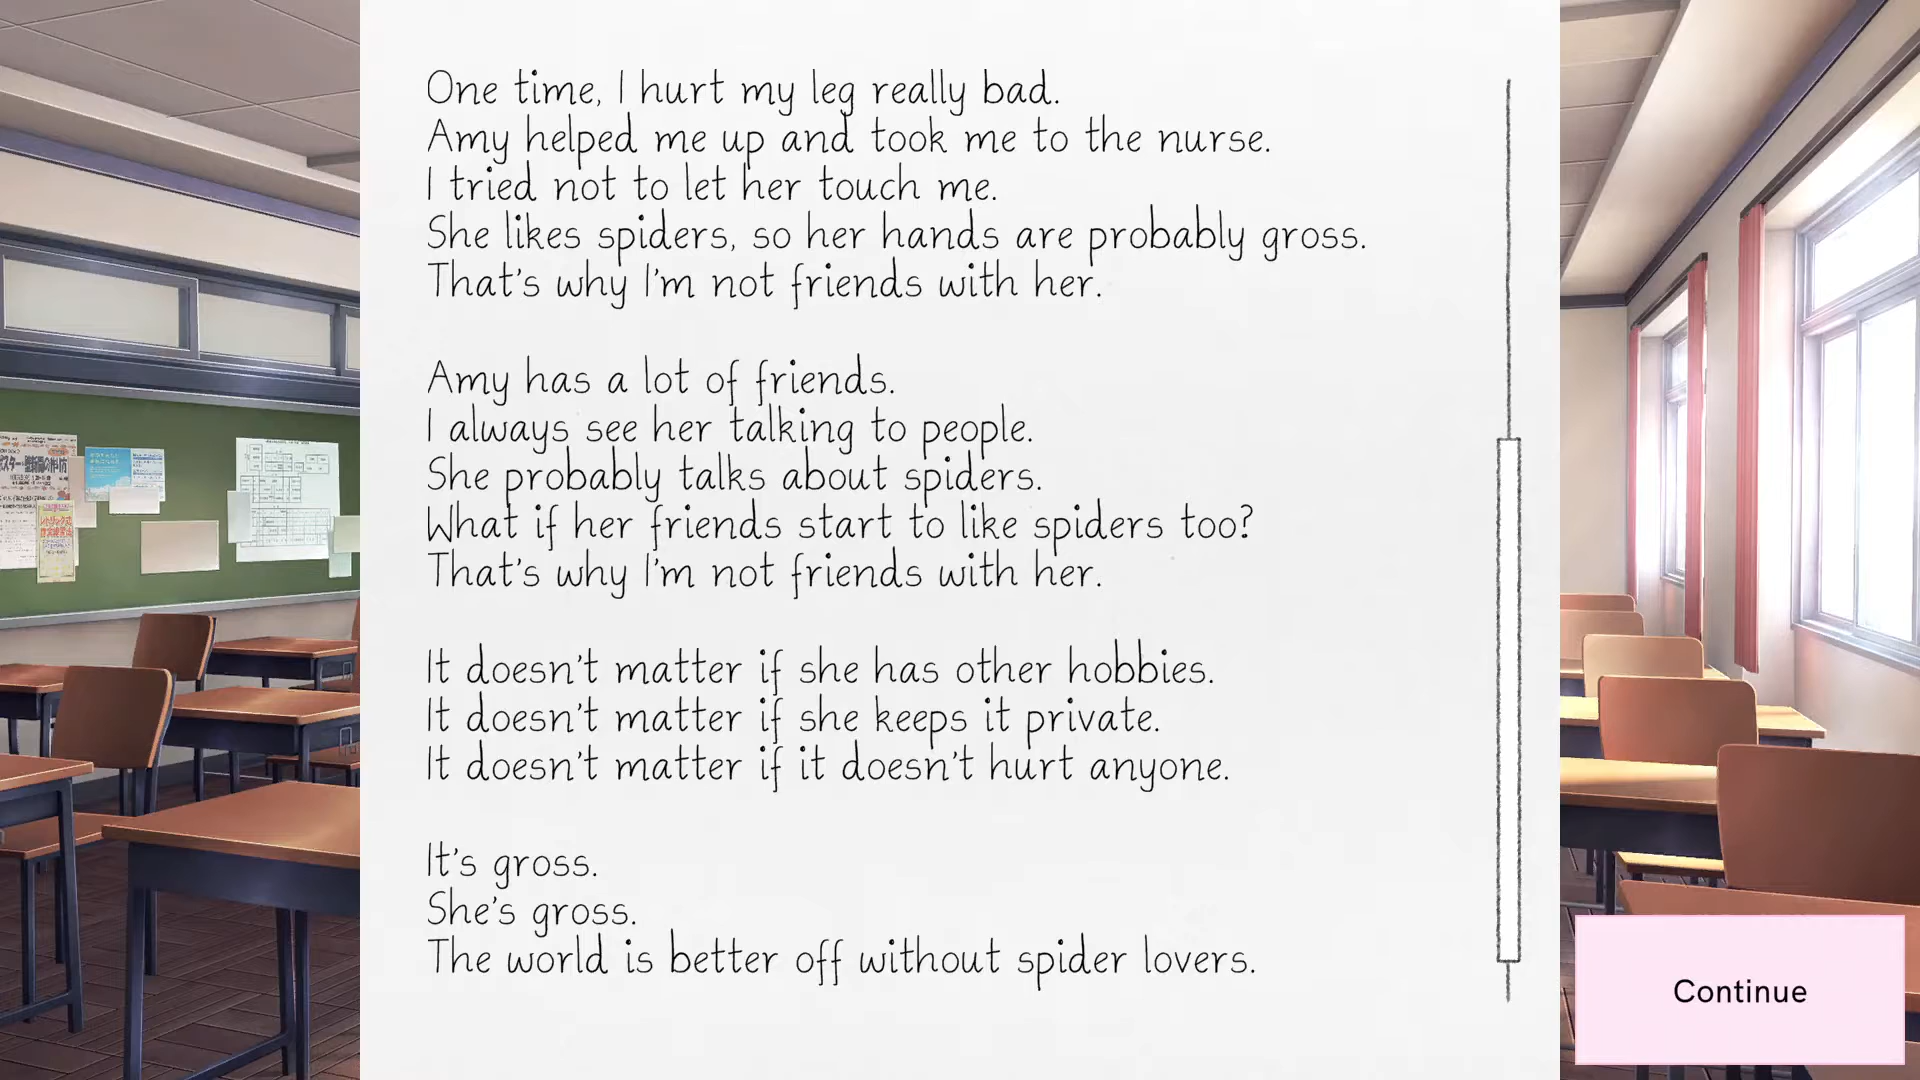 One time, I hurt my leg really bad.
Amy helped me up and took me to the nurse.
I tried not to let her touch me.
She likes spiders, so her hands are probably gross.
That's why I'm not friends with her.
Amy has a lot of friends.
I always see her talking to people.
She probably talks about spiders.
What if her friends start to like spiders too?
That's why I'm not friends with her.
It doesn't matter if she has other hobbies.
It doesn't matter if she keeps it private.
It doesn't matter if it doesn't hurt anyone.
It's gross.
She's gross.
The world is better off without spider lovers.
Continue